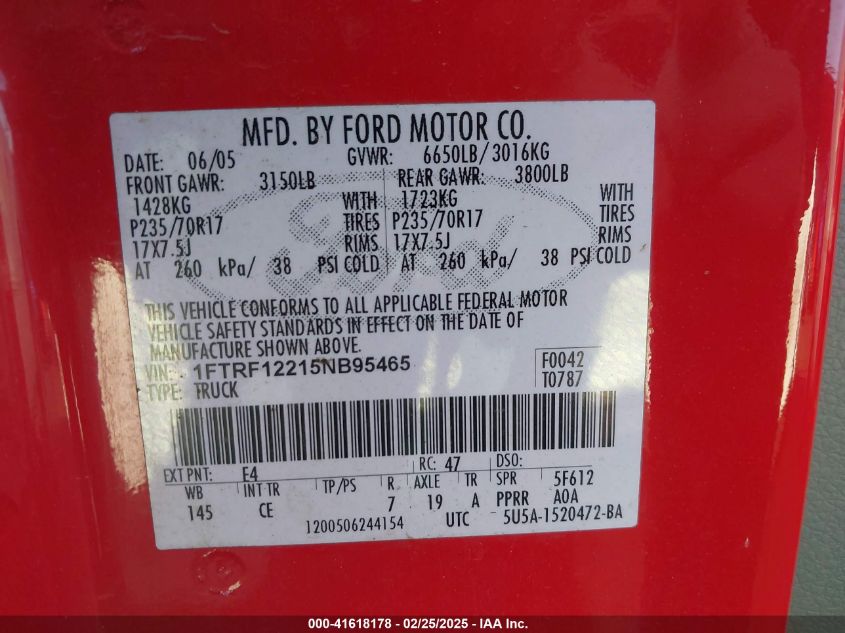 MFD. BY FORD MOTOR CO.
DATE: 06/05 GVWR: 6650LB/3016KG
FRONT GAWR: 3150LB REAR GAWR: 3800LB
1428KG WITH 1723KG WITH
P235/70R17 TIRES P235/70R17 TIRES
17X7.5J RIMS 17X7.5J RIMS
AT 260 kPa/ 38 PSI COLD AT 260 kPa/ 38 PSI COLD
Ford
THIS VEHICLE CONFORMS TO ALL APPLICABLE FEDERAL MOTOR
VEHICLE SAFETY STANDARDS IN EFFECT ON THE DATE OF
MANUFACTURE SHOWN ABOVE.
VIN: 1FTRF12215NB95465 F0042
TYPE: TRUCK T0787
EXT PNT: E4 RC: 47 DSO:
WB INT TR TP/PS R AXLE TR SPR 5F612
145 CE 7 19 A PPRR AOA
1200506244154 UTC 5U5A-1520472-BA
000-41618178 - 02/25/2025 - IAA Inc.